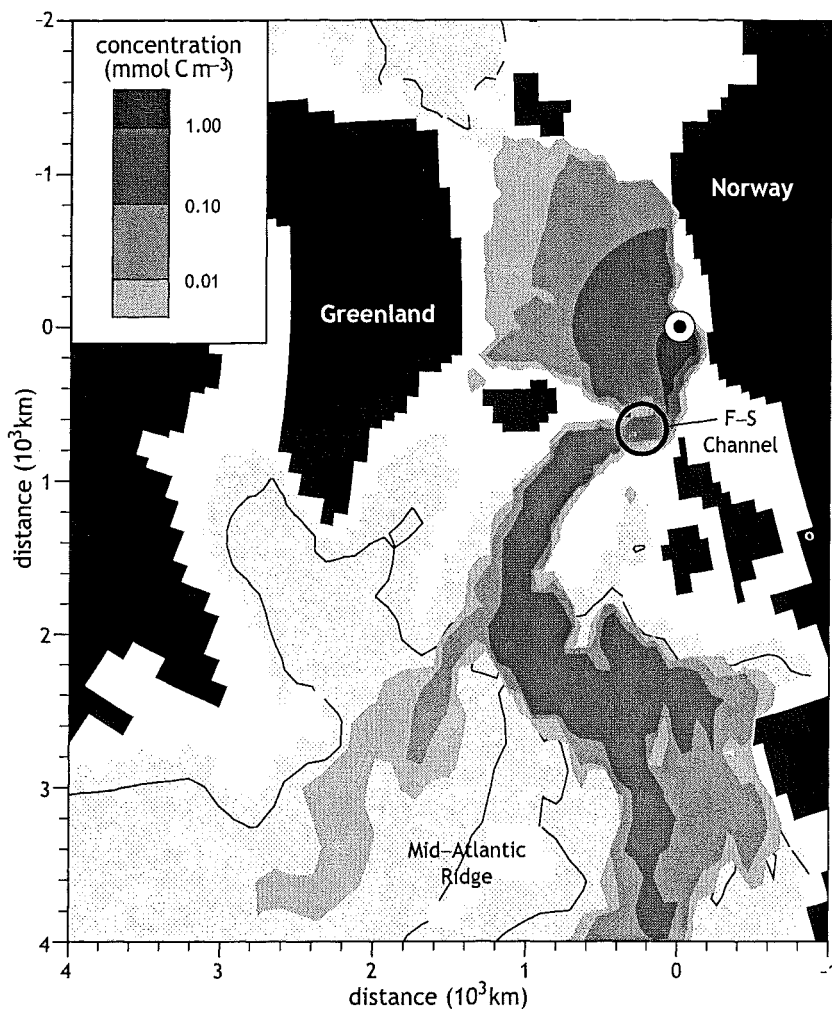 concentration
(mmol C m–3)
1.00
0.10
0.01
Norway
Greenland
F–S
Channel
Mid–Atlantic
Ridge
–2
–1
0
1
2
3
4
distance (10³km)
4
3
2
1
0
–1
distance (10³km)